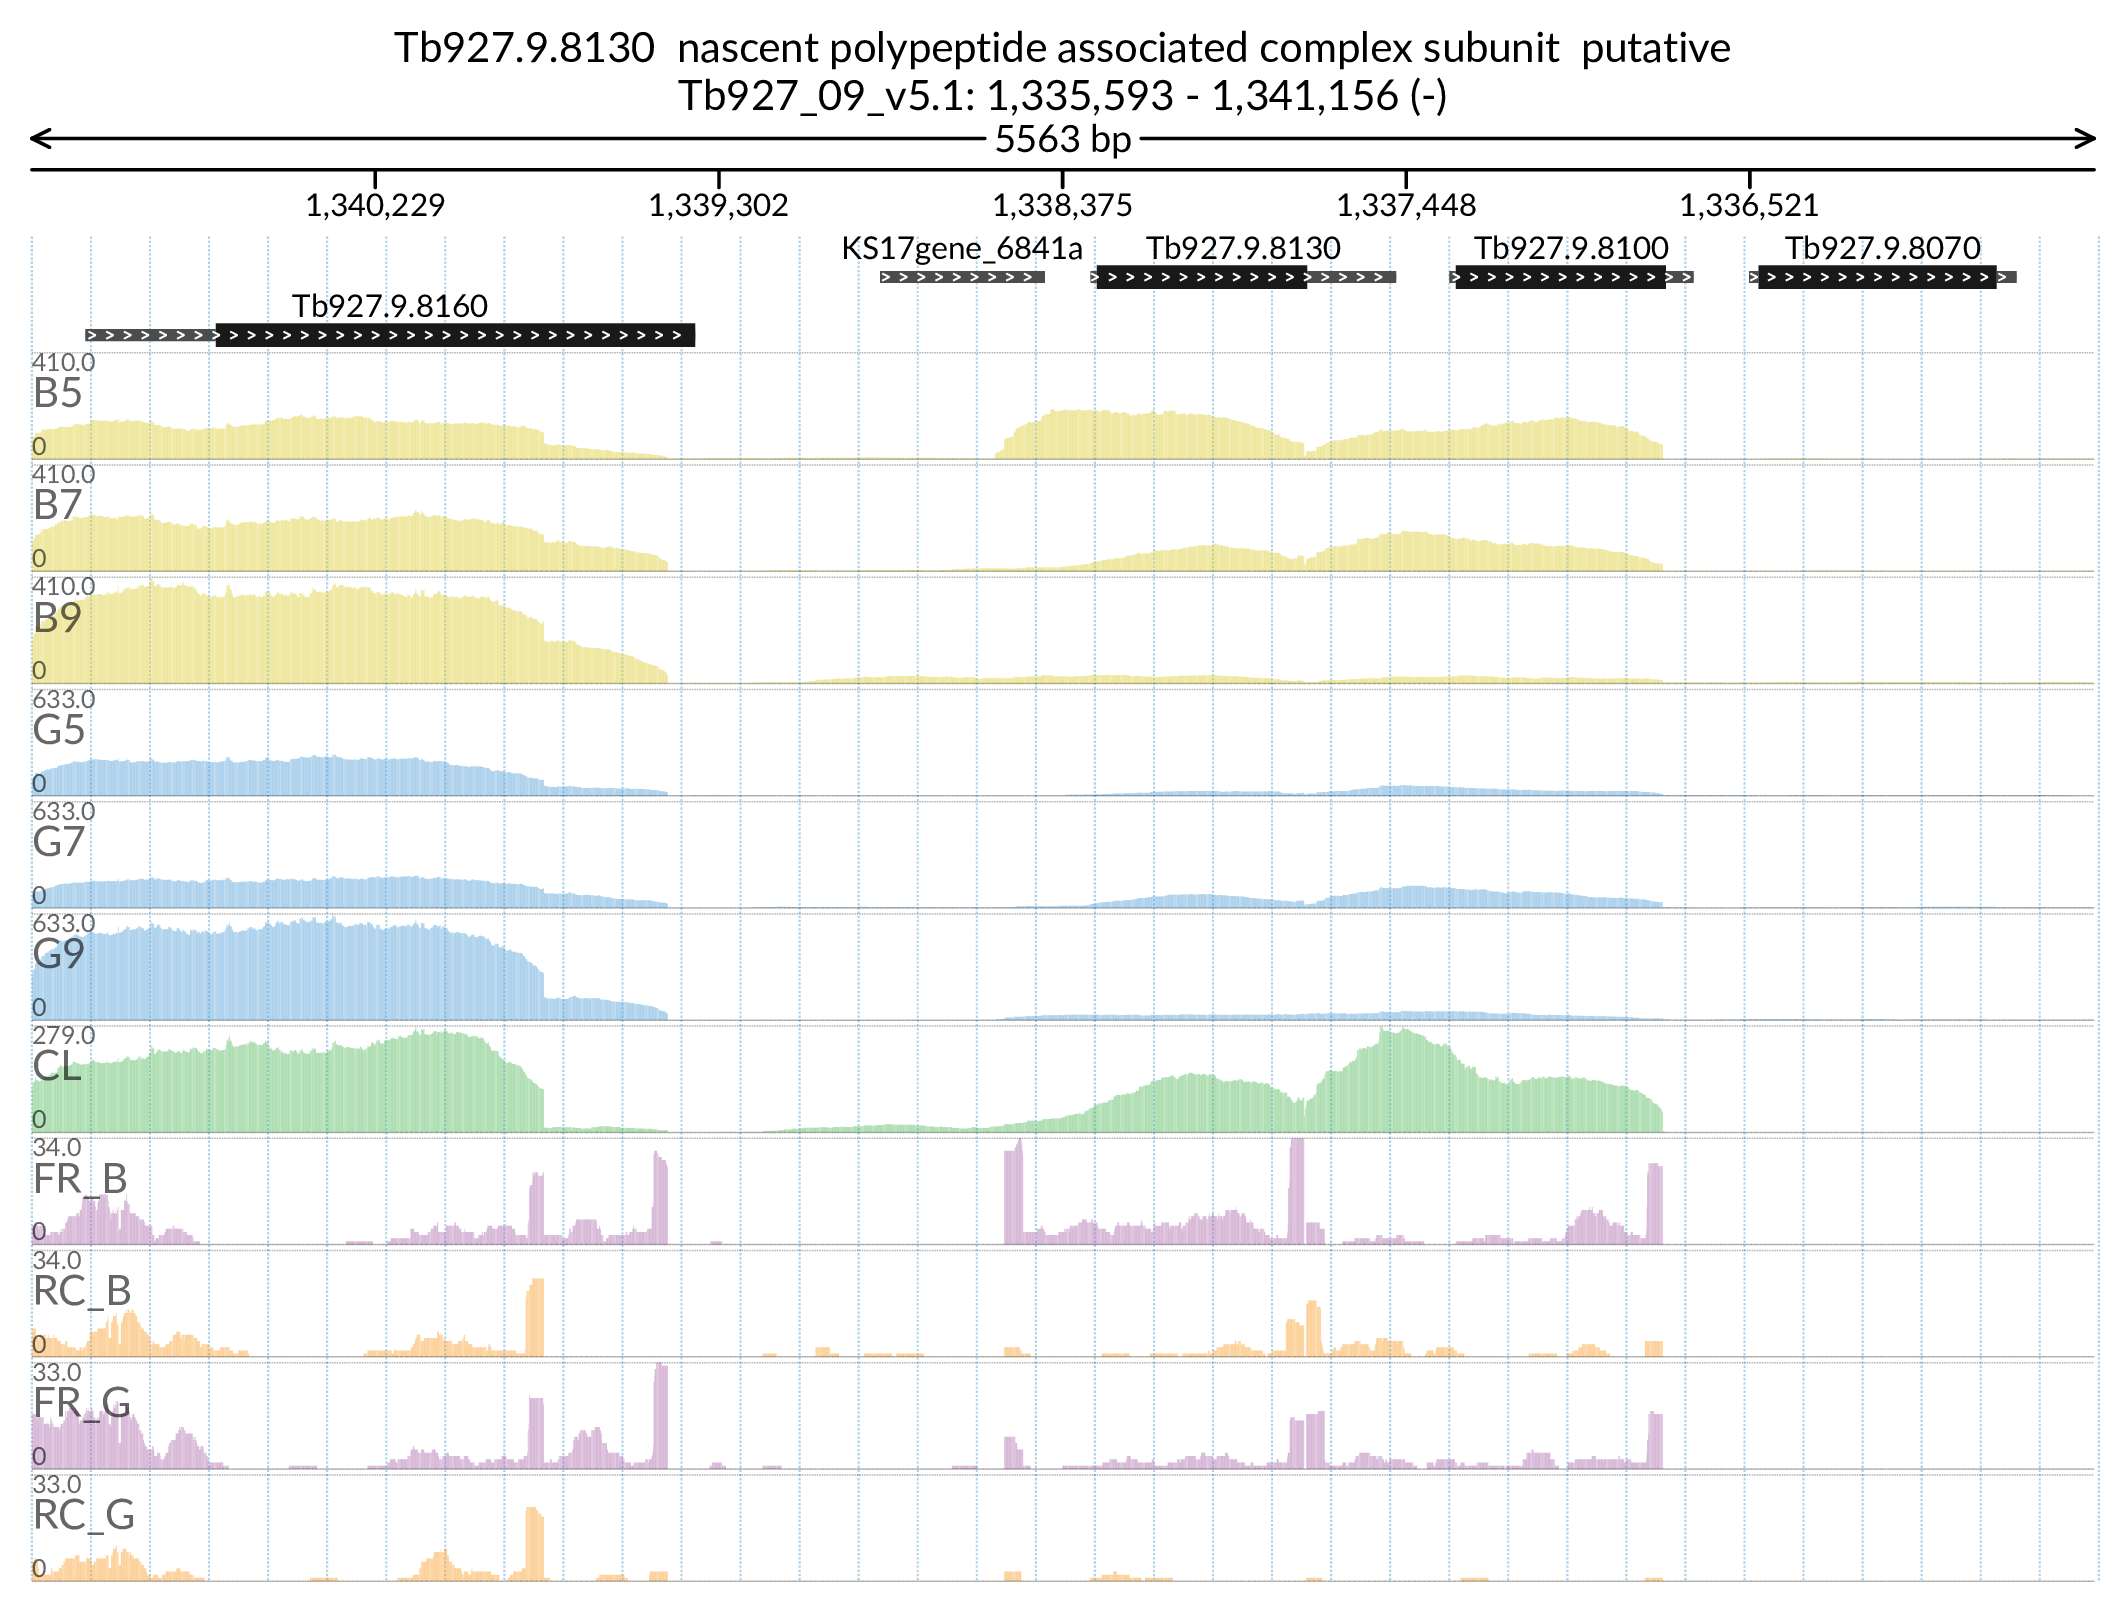 Tb927.9.8130 nascent polypeptide associated complex subunit putative
Tb927_09_v5.1: 1,335,593 - 1,341,156 (-)
5563 bp
1,340,229 1,339,302 1,338,375 1,337,448 1,336,521
KS17gene_6841a Tb927.9.8130 Tb927.9.8100 Tb927.9.8070
Tb927.9.8160
410.0
B5
0
410.0
B7
0
410.0
B9
0
633.0
G5
0
633.0
G7
0
633.0
G9
0
279.0
CL
0
34.0
FR_B
0
34.0
RC_B
0
33.0
FR_G
0
33.0
RC_G
0